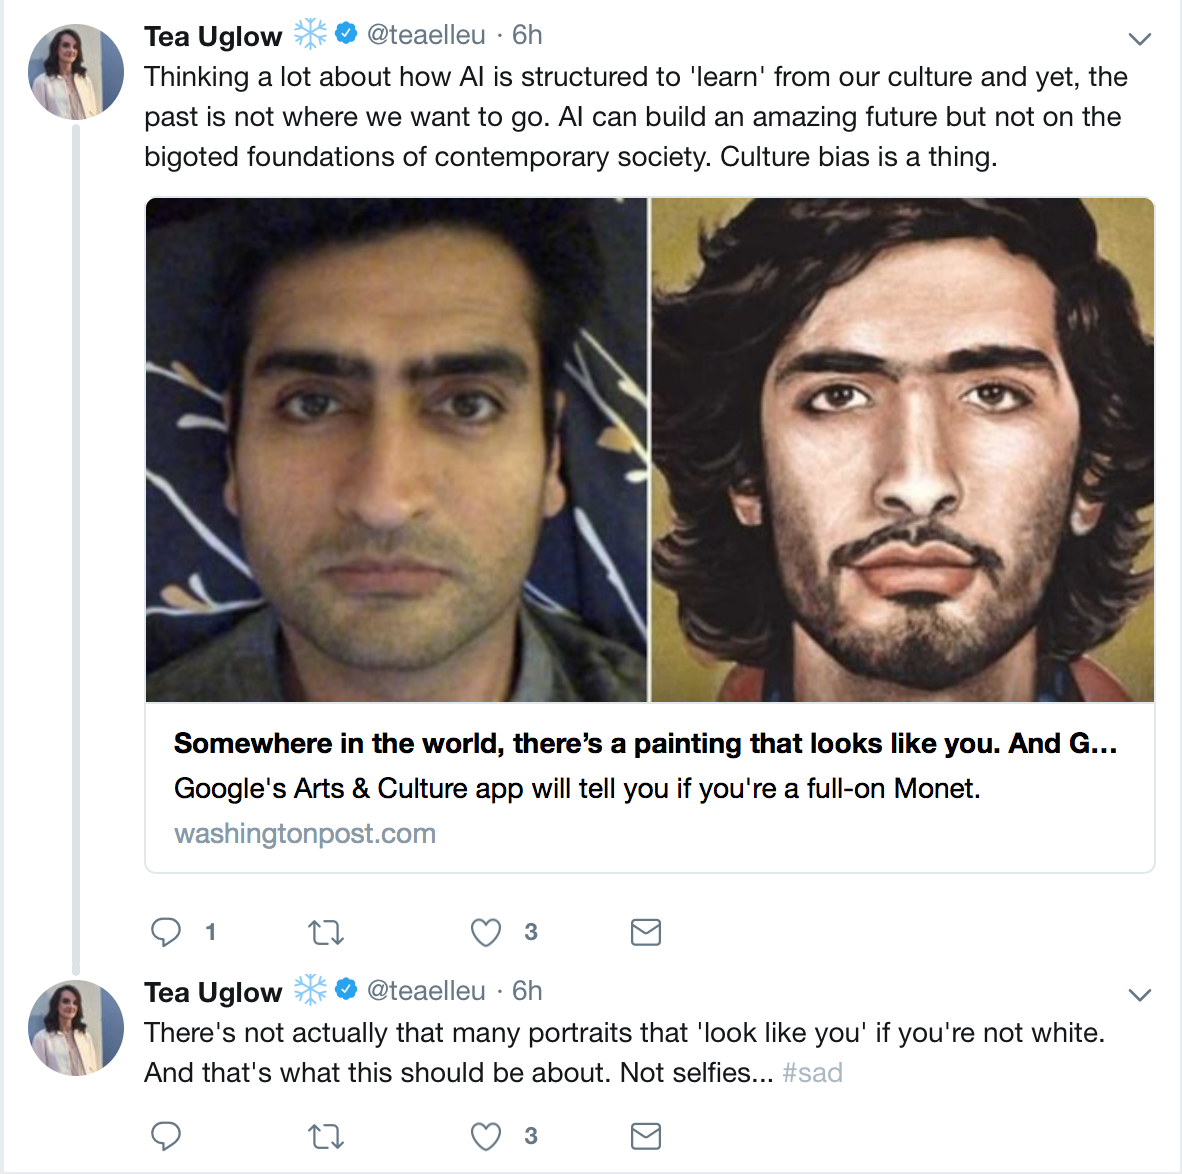 Tea Uglow @teaelleu · 6h
Thinking a lot about how AI is structured to 'learn' from our culture and yet, the
past is not where we want to go. AI can build an amazing future but not on the
bigoted foundations of contemporary society. Culture bias is a thing.
Somewhere in the world, there’s a painting that looks like you. And G...
Google's Arts & Culture app will tell you if you're a full-on Monet.
washingtonpost.com
1 3
Tea Uglow @teaelleu · 6h
There's not actually that many portraits that 'look like you' if you're not white.
And that's what this should be about. Not selfies... #sad
3